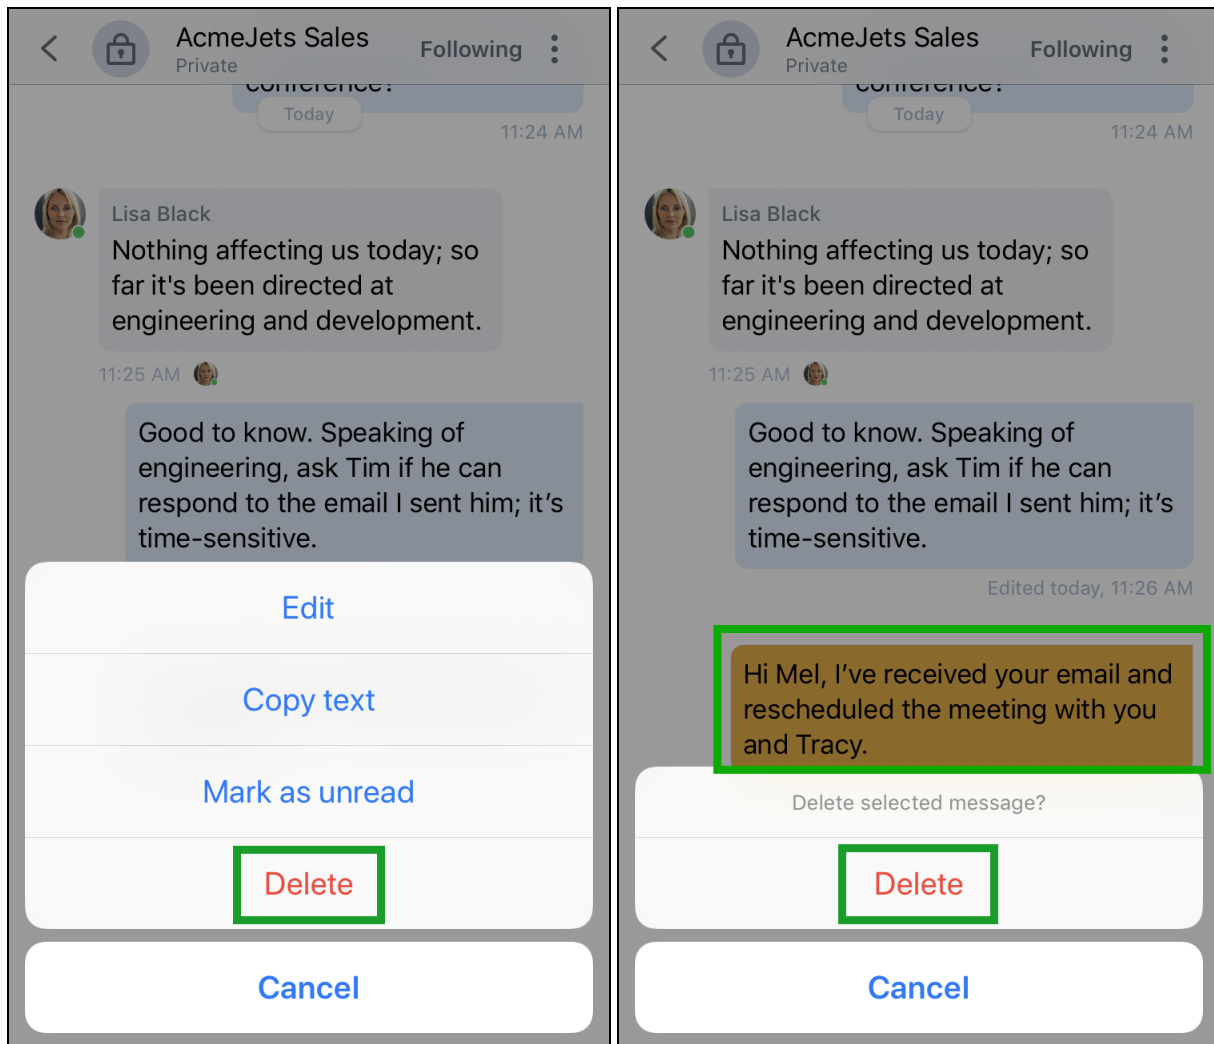 AcmeJets Sales
Private
Following
conference?
Today
11:24 AM
Lisa Black
Nothing affecting us today; so
far it's been directed at
engineering and development.
11:25 AM
Good to know. Speaking of
engineering, ask Tim if he can
respond to the email I sent him; it’s
time-sensitive.
Edit
Copy text
Mark as unread
Delete
Cancel
AcmeJets Sales
Private
Following
conference?
Today
11:24 AM
Lisa Black
Nothing affecting us today; so
far it's been directed at
engineering and development.
11:25 AM
Good to know. Speaking of
engineering, ask Tim if he can
respond to the email I sent him; it’s
time-sensitive.
Edited today, 11:26 AM
Hi Mel, I’ve received your email and
rescheduled the meeting with you
and Tracy.
Delete selected message?
Delete
Cancel